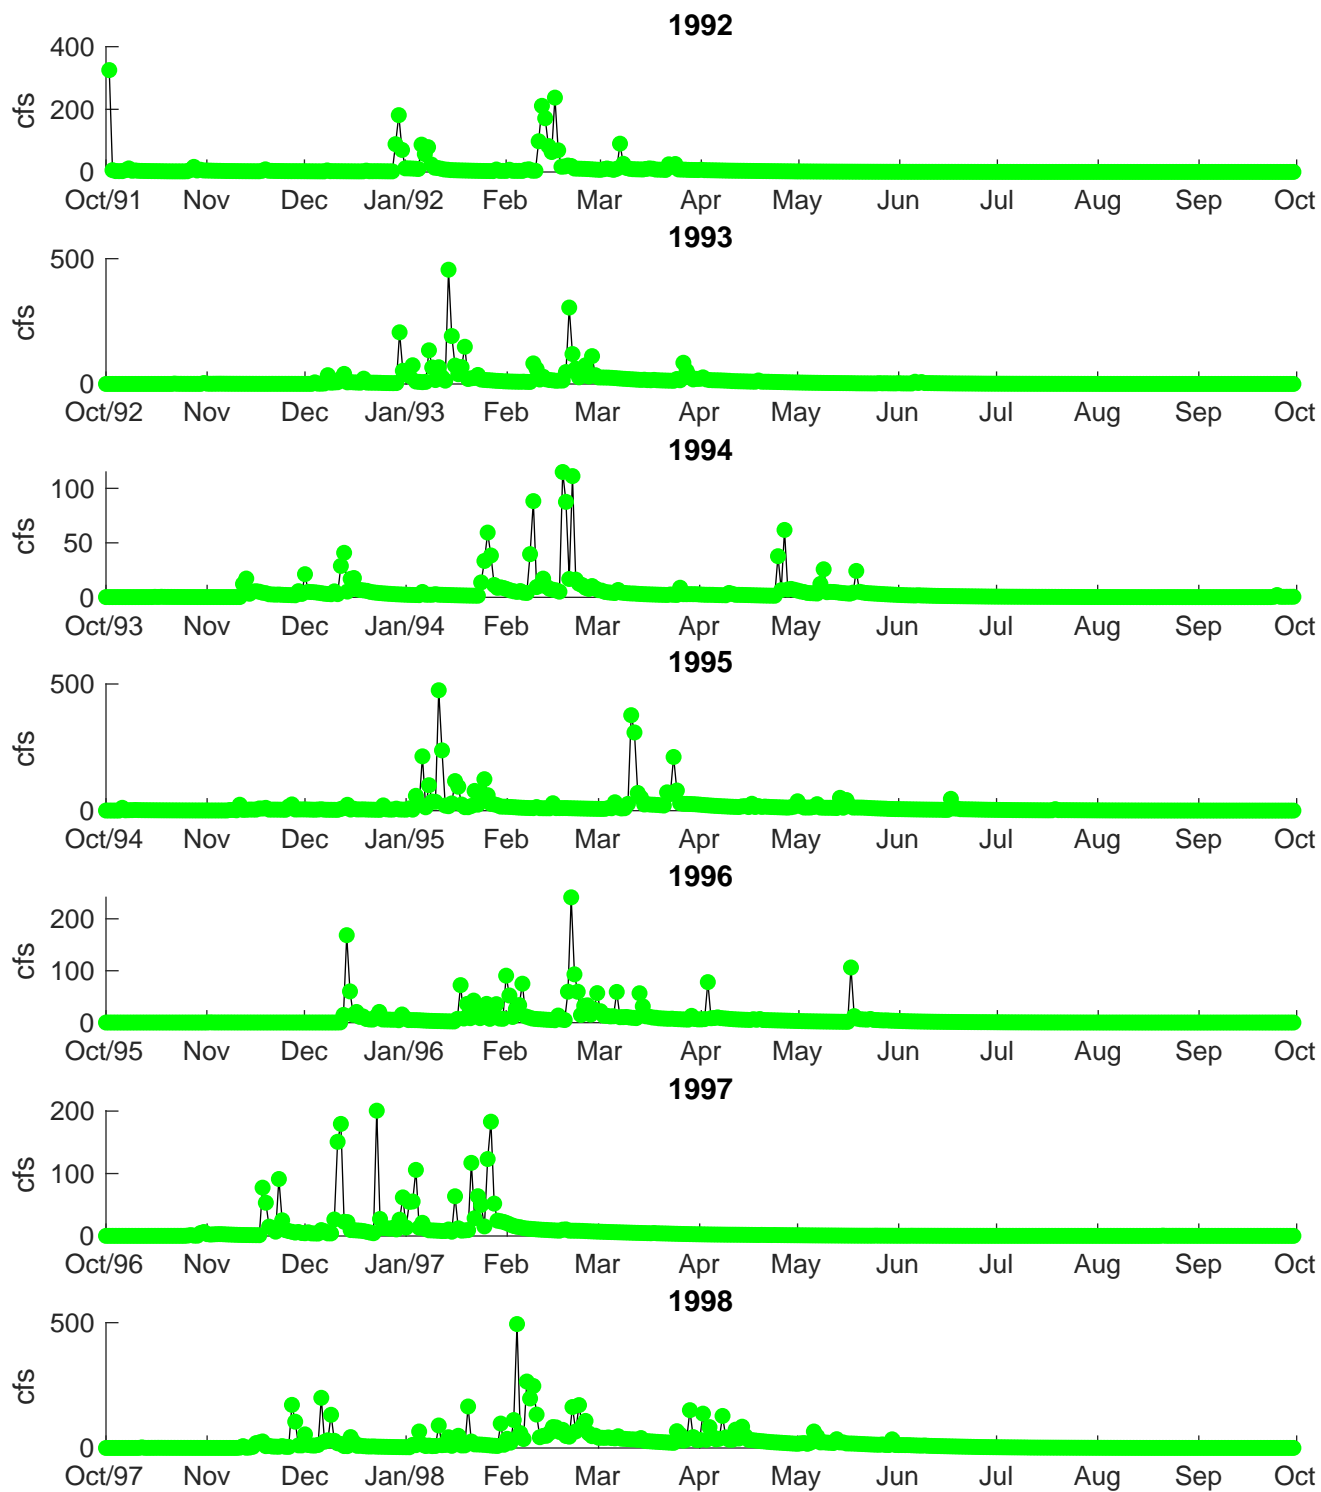 1992
400
200
0
cfs
Oct/91 Nov Dec Jan/92 Feb Mar Apr May Jun Jul Aug Sep Oct
1993
500
0
cfs
Oct/92 Nov Dec Jan/93 Feb Mar Apr May Jun Jul Aug Sep Oct
1994
100
50
0
cfs
Oct/93 Nov Dec Jan/94 Feb Mar Apr May Jun Jul Aug Sep Oct
1995
500
0
cfs
Oct/94 Nov Dec Jan/95 Feb Mar Apr May Jun Jul Aug Sep Oct
1996
200
100
0
cfs
Oct/95 Nov Dec Jan/96 Feb Mar Apr May Jun Jul Aug Sep Oct
1997
200
100
0
cfs
Oct/96 Nov Dec Jan/97 Feb Mar Apr May Jun Jul Aug Sep Oct
1998
500
0
cfs
Oct/97 Nov Dec Jan/98 Feb Mar Apr May Jun Jul Aug Sep Oct